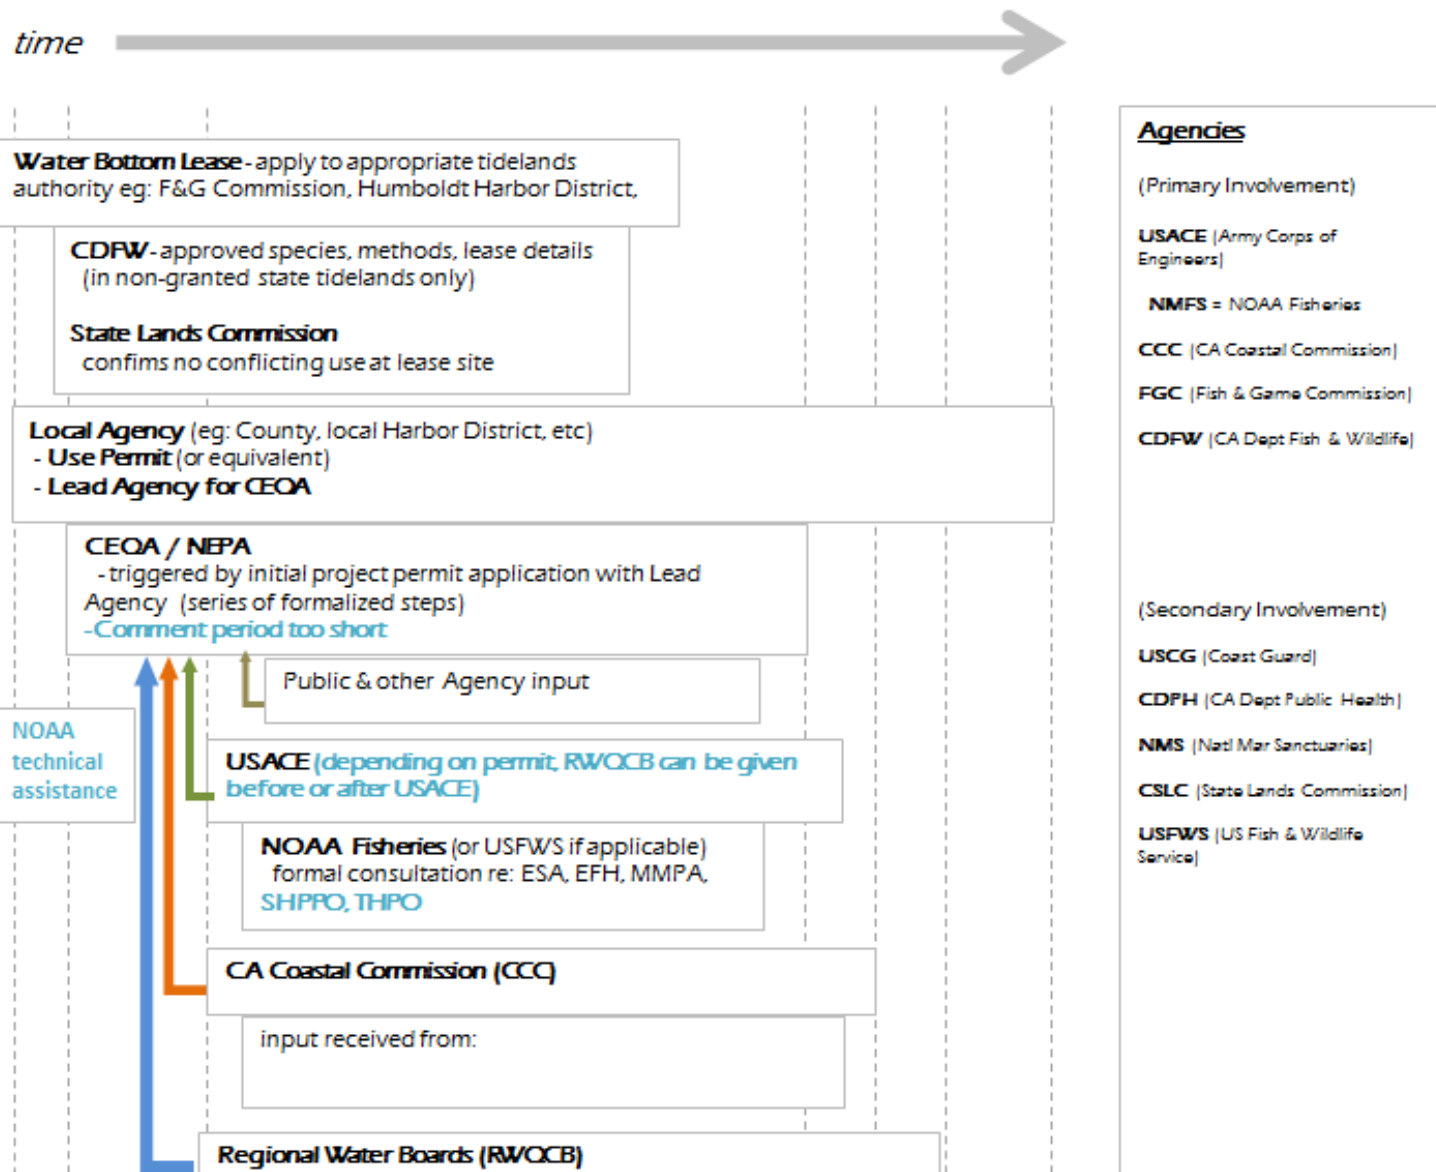 time
Water Bottom Lease - apply to appropriate tidelands
authority eg: F&G Commission, Humboldt Harbor District,
CDFW - approved species, methods, lease details
(in non-granted state tidelands only)
State Lands Commission
confims no conflicting use at lease site
Local Agency (eg: County, local Harbor District, etc)
- Use Permit (or equivalent)
- Lead Agency for CEQA
CEQA / NEPA
- triggered by initial project permit application with Lead
Agency (series of formalized steps)
-Comment period too short
Public & other Agency input
NOAA
technical
assistance
USACE (depending on permit, RWQCB can be given
before or after USACE)
NOAA Fisheries (or USFWS if applicable)
formal consultation re: ESA, EFH, MMPA,
SHPPO, THPO
CA Coastal Commission (CCC)
input received from:
Regional Water Boards (RWQCB)
Agencies
(Primary Involvement)
USACE (Army Corps of
Engineers)
NMFS = NOAA Fisheries
CCC (CA Coastal Commission)
FGC (Fish & Game Commission)
CDFW (CA Dept Fish & Wildlife)
(Secondary Involvement)
USCG (Coast Guard)
CDPH (CA Dept Public Health)
NMS (Natl Mar Sanctuaries)
CSLC (State Lands Commission)
USFWS (US Fish & Wildlife
Service)